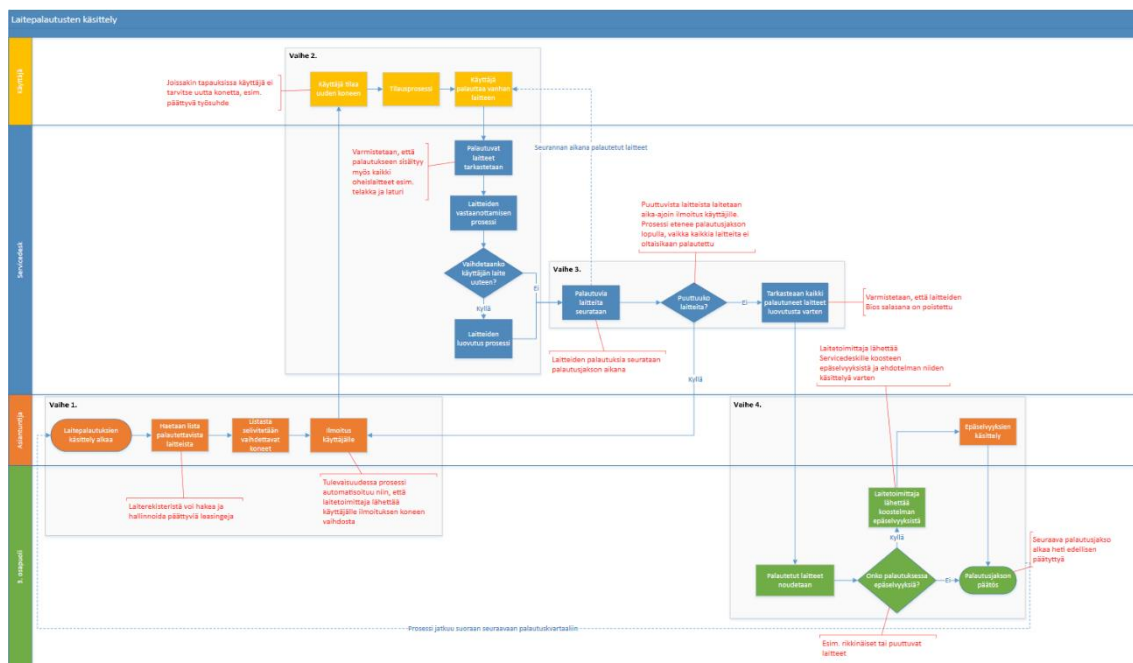 Laitepalautusten käsittely
Käyttäjä
Vaihe 2.
Joissakin tapauksissa käyttäjä ei
tarvitse uutta konetta, esim.
päättyvä työsuhde
Käyttäjä tilaa
uuden koneen
Tilausprosessi
Käyttäjä
palauttaa vanhan
laitteen
Servicedesk
Varmistetaan, että
palautukseen sisältyy
myös kaikki
oheislaitteet esim.
telakka ja laturi
Palautuvat
laitteet
tarkastetaan
Seurannan aikana palautetut laitteet
Laitteiden
vastaanottamisen
prosessi
Vaihdetaanko
käyttäjän laite
uuteen?
Ei
Kyllä
Laitteiden
luovutus prosessi
Puuttuvista laitteista laitetaan
aika-ajoin ilmoitus käyttäjille.
Prosessi etenee palautusjakson
lopulla, vaikka kaikkia laitteita ei
oltaisikaan palautettu
Vaihe 3.
Palautuvia
laitteita
seurataan
Puuttuuko
laitteita?
Ei
Tarkasteaan kaikki
palautuneet laitteet
luovutusta varten
Varmistetaan, että laitteiden
Bios salasana on poistettu
Laitteiden palautuksia seurataan
palautusjakson aikana
Kyllä
Laitetoimittaja lähettää
Servicedeskille koosteen
epäselvyyksistä ja ehdotelman niiden
käsittelyä varten
Asiantuntija
Vaihe 1.
Laitepalautuksien
käsittely alkaa
Haetaan lista
palautettavista
laitteista
Listasta
selvitetään
vaihdettavat
koneet
Ilmoitus
käyttäjälle
Vaihe 4.
Epäselvyyksien
käsittely
3. osapuoli
Laiterekisteristä voi hakea ja
hallinnoida päättyviä leasingeja
Tulevaisuudessa prosessi
automatisoituu niin, että
laitetoimittaja lähettää
käyttäjälle ilmoituksen koneen
vaihdosta
Laitetoimittaja
lähettää
koostelman
epäselvyyksistä
Kyllä
Seuraava palautusjakso
alkaa heti edellisen
päätyttyä
Palautetut laitteet
noudetaan
Onko palautuksessa
epäselvyyksiä?
Ei
Palautusjakson
päätös
Prosessi jatkuu suoraan seuraavaan palautuskvartaaliin
Esim. rikkinäiset tai puuttuvat
laitteet